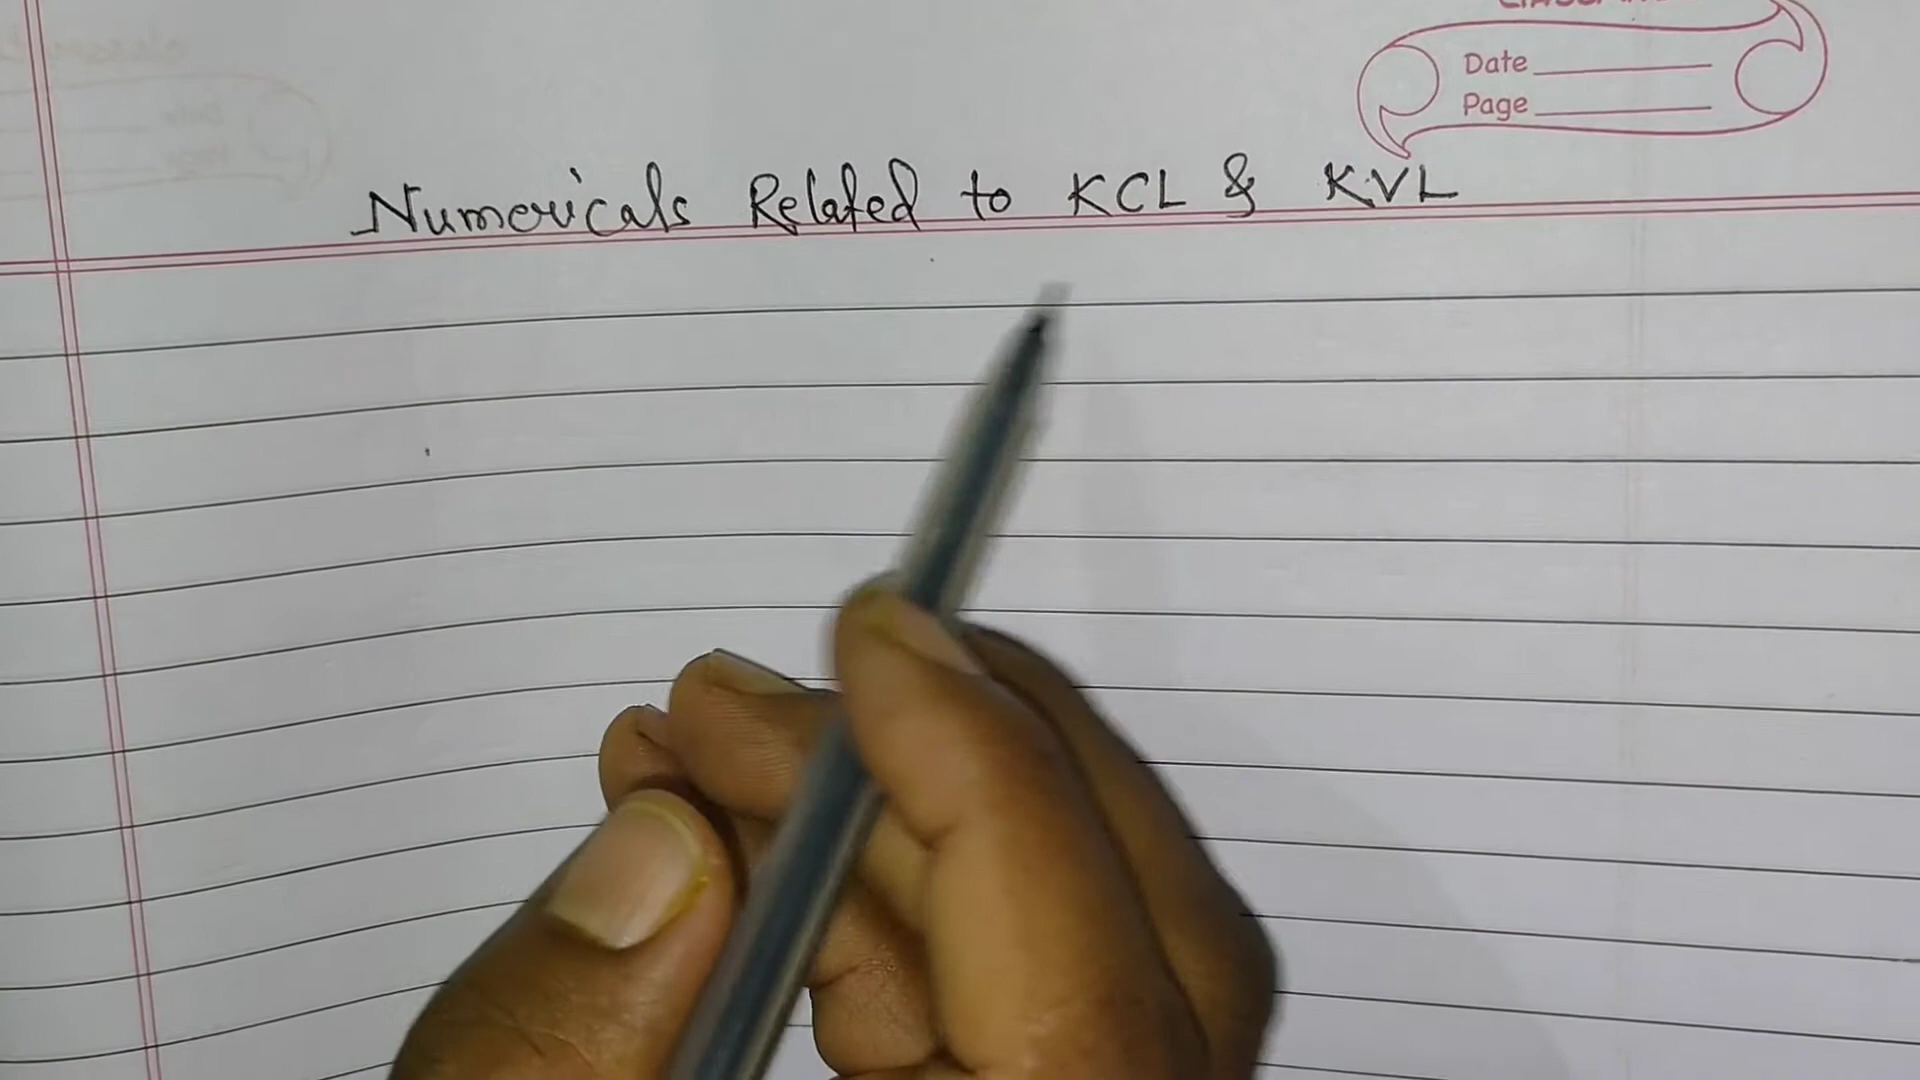 Date
Page
Numericals Related to KCL & KVL